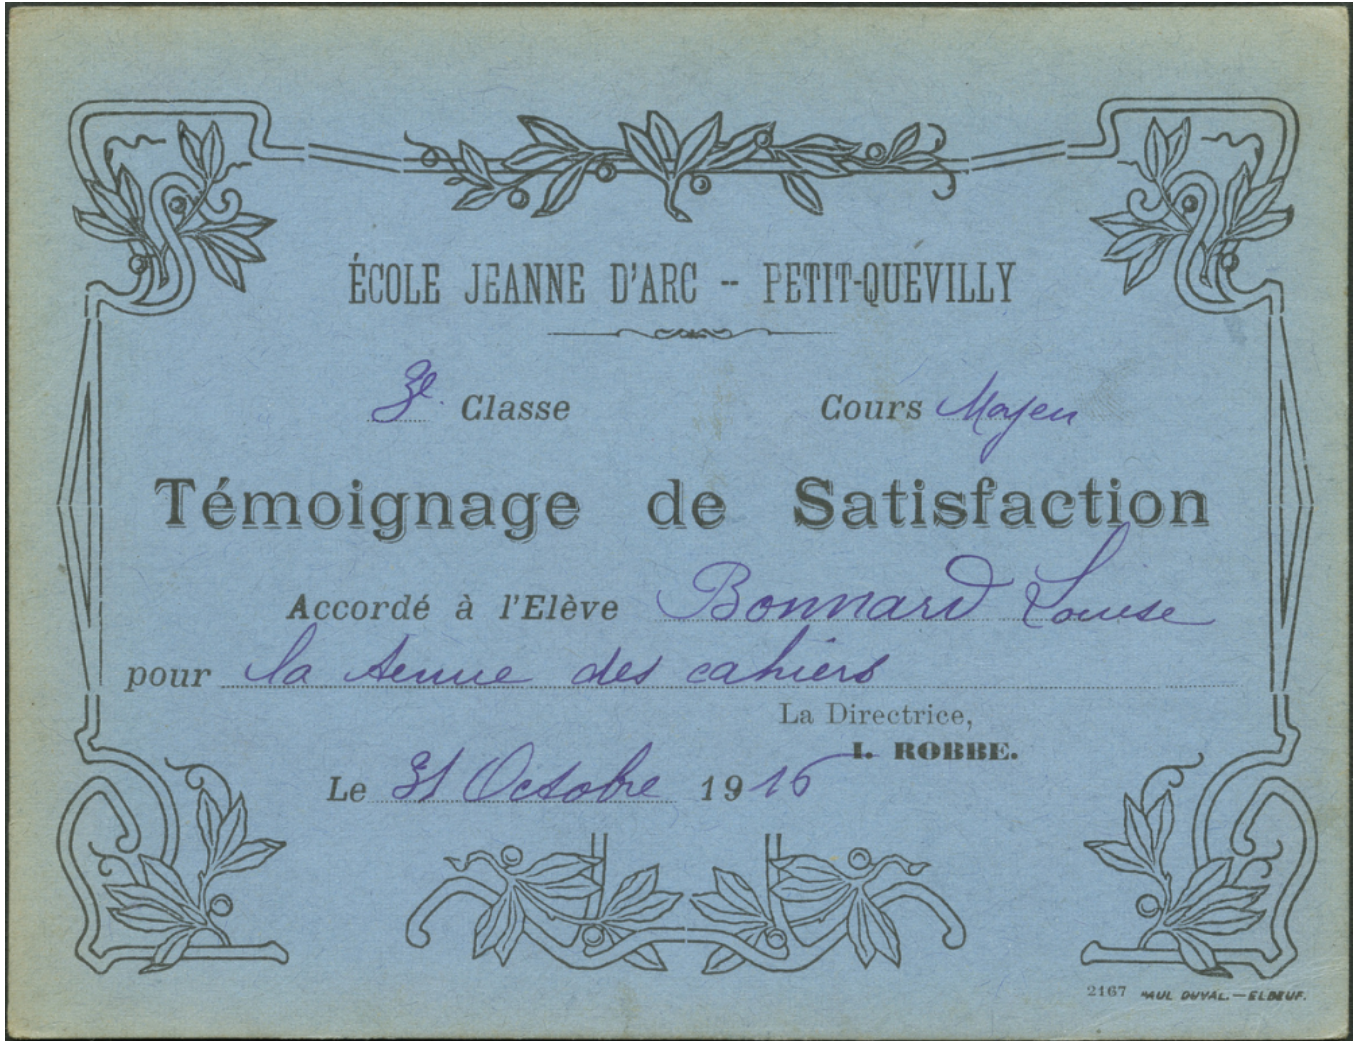 ÉCOLE JEANNE D'ARC -- PETIT-QUEVILLY
3e Classe Cours Moyen
Témoignage de Satisfaction
Accordé à l'Elève Bonnard Louise
pour la tenue des cahiers
La Directrice,
I. ROBBE.
Le 31 Octobre 1916
2167 PAUL DUVAL.—ELBEUF.